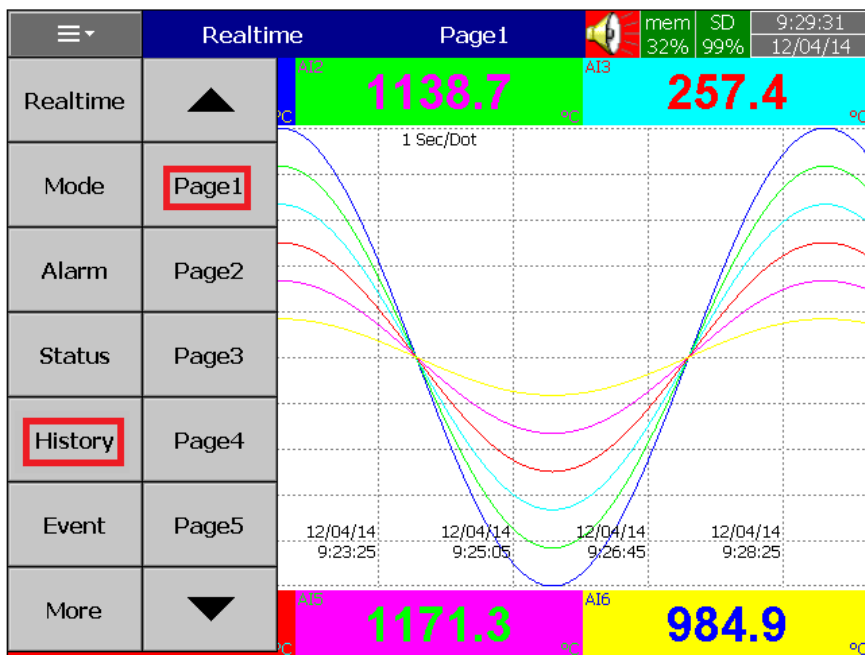 Realtime Page1 mem SD 9:29:31
32% 99% 12/04/14
Realtime
Mode
Alarm
Status
History
Event
More
Page1
Page2
Page3
Page4
Page5
°C
AI2 1138.7 °C
AI3 257.4 °C
1 Sec/Dot
12/04/14 12/04/14 12/04/14 12/04/14
9:23:25 9:25:05 9:26:45 9:28:25
°C
AI5 1171.3 °C
AI6 984.9 °C